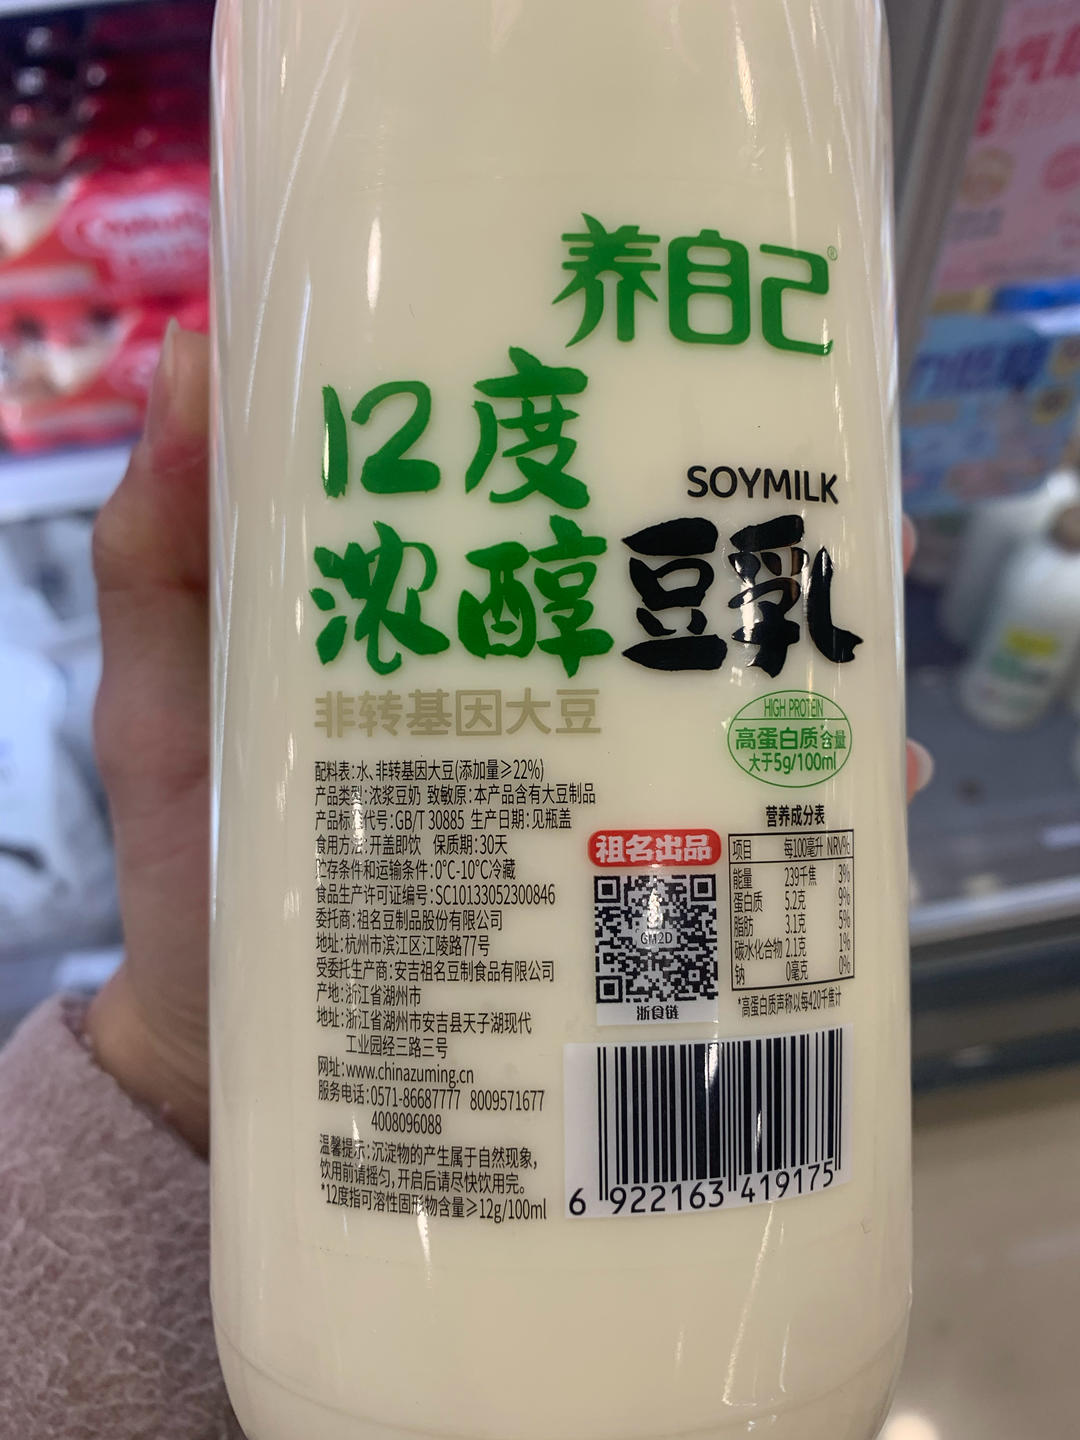 养自己®
12度
SOYMILK
浓醇豆乳
非转基因大豆
HIGH PROTEIN
高蛋白质*含量
大于5g/100ml
配料表:水、非转基因大豆(添加量≥22%)
产品类型:浓浆豆奶 致敏原:本产品含有大豆制品
产品标准代号:GB/T 30885 生产日期:见瓶盖
食用方法:开盖即饮 保质期:30天
贮存条件和运输条件:0°C-10°C冷藏
食品生产许可证编号:SC10133052300846
委托商:祖名豆制品股份有限公司
地址:杭州市滨江区江陵路77号
受委托生产商:安吉祖名豆制食品有限公司
产地:浙江省湖州市
地址:浙江省湖州市安吉县天子湖现代
工业园经三路三号
网址:www.chinazuming.cn
服务电话:0571-86687777 8009571677
4008096088
温馨提示:沉淀物的产生属于自然现象,
饮用前请摇匀,开启后请尽快饮用完。
*12度指可溶性固形物含量≥12g/100ml
祖名出品
GM2D
浙食链
营养成分表
项目 每100毫升 NRV%
能量 239千焦 3%
蛋白质 5.2克 9%
脂肪 3.1克 5%
碳水化合物 2.1克 1%
钠 0毫克 0%
*高蛋白质声称以每420千焦计
6 922163 419175